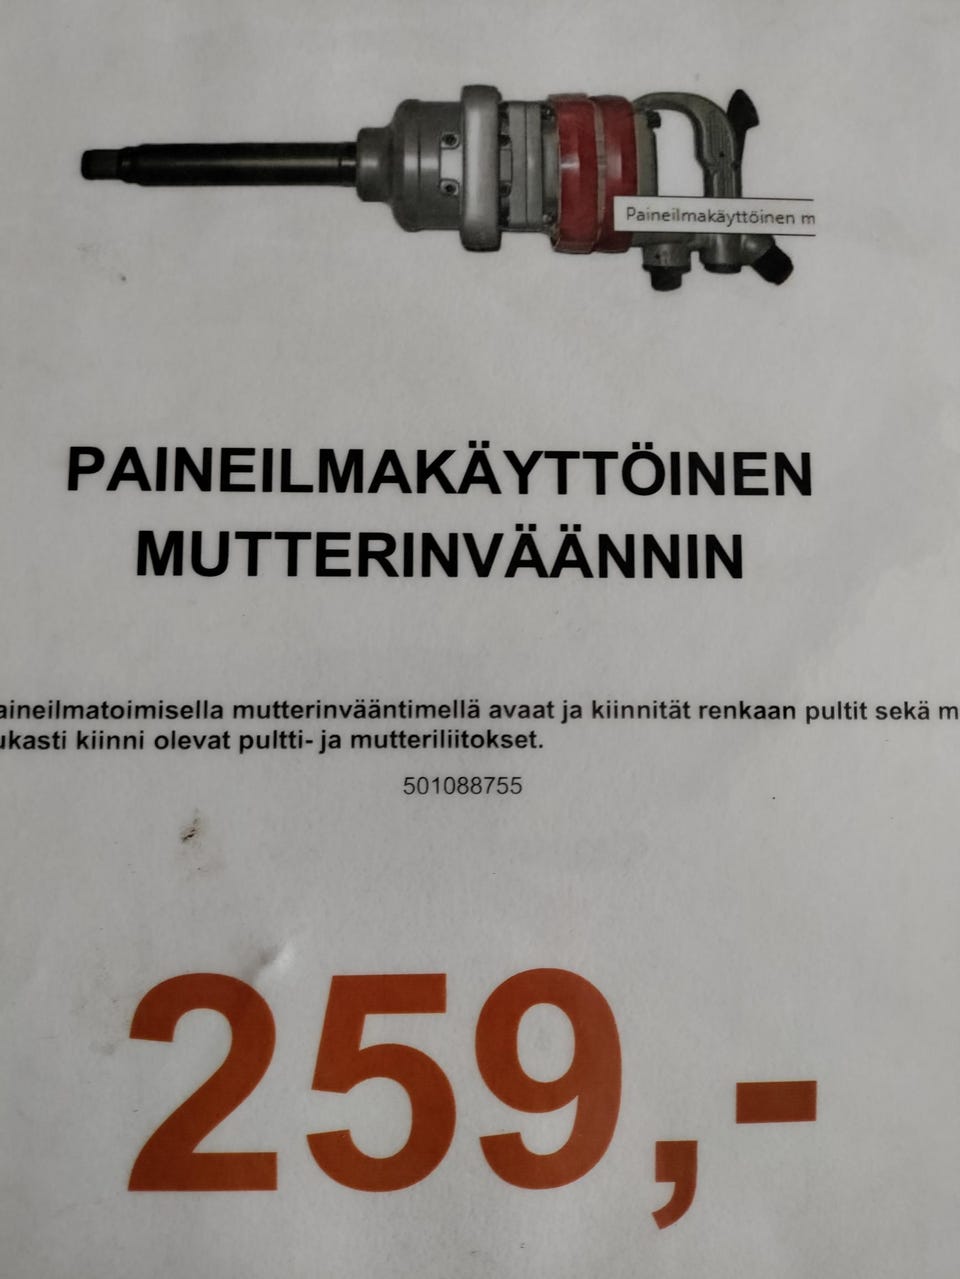 Paineilmakäyttöinen m
PAINEILMAKÄYTTÖINEN
MUTTERINVÄÄNNIN
aineilmatoimisella mutterinvääntimellä avaat ja kiinnität renkaan pultit sekä m
ukasti kiinni olevat pultti- ja mutteriliitokset.
501088755
259,-